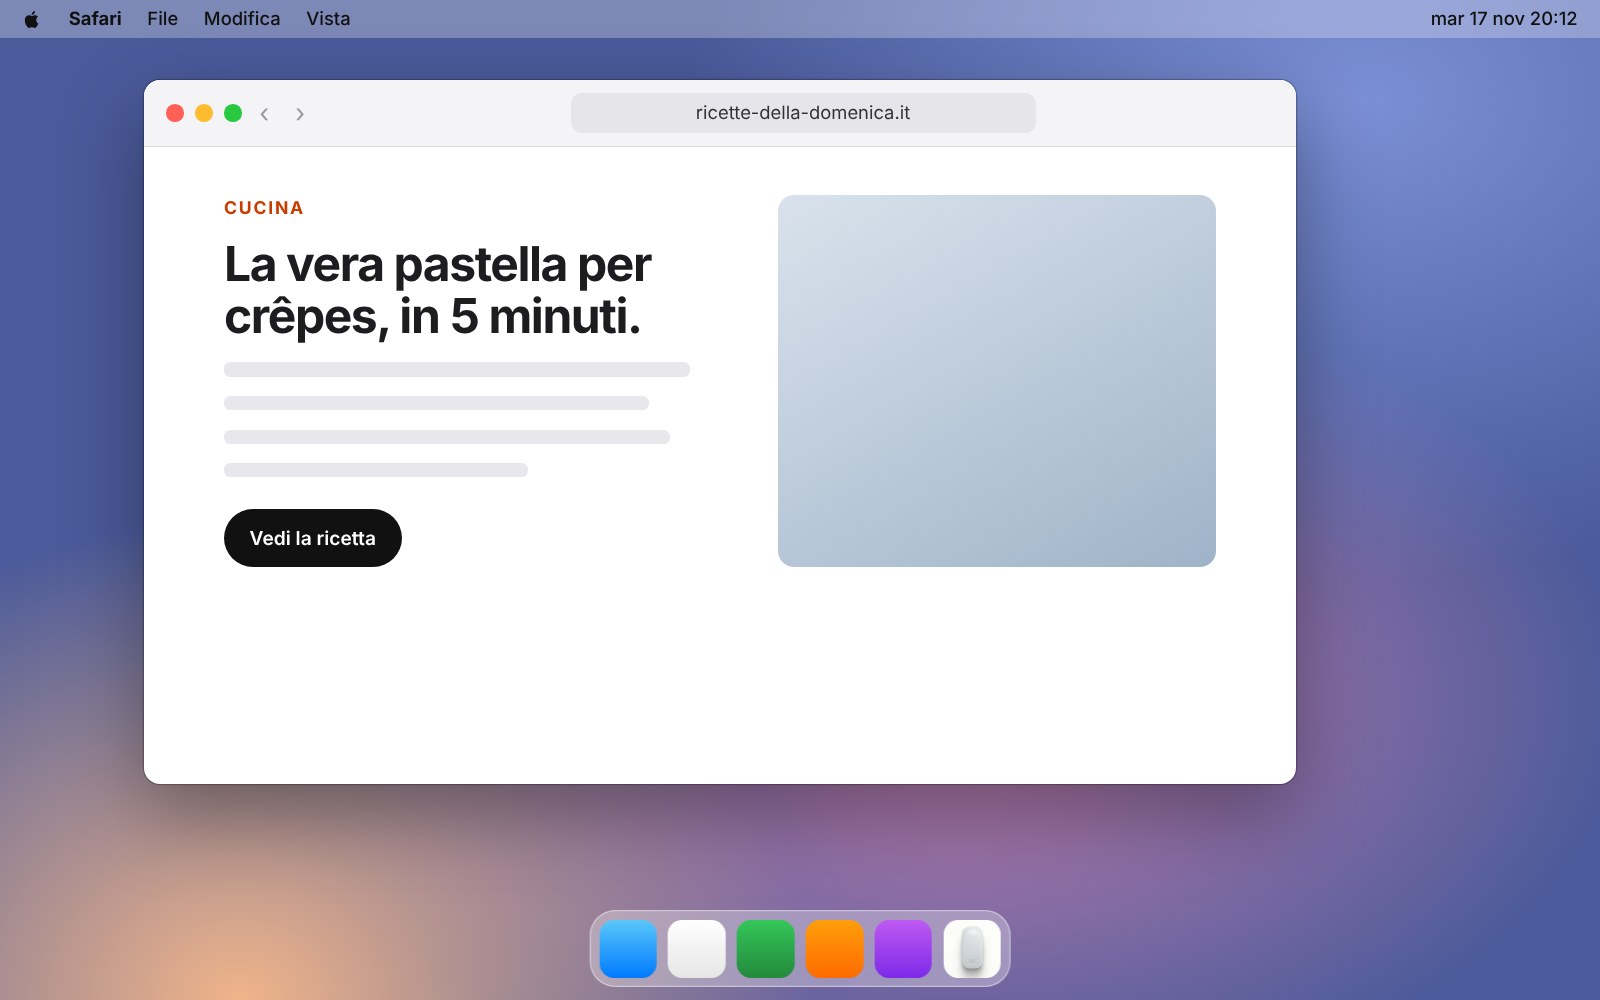 Safari File Modifica Vista mar 17 nov 20:12
ricette-della-domenica.it
CUCINA
La vera pastella per
crêpes, in 5 minuti.
Vedi la ricetta